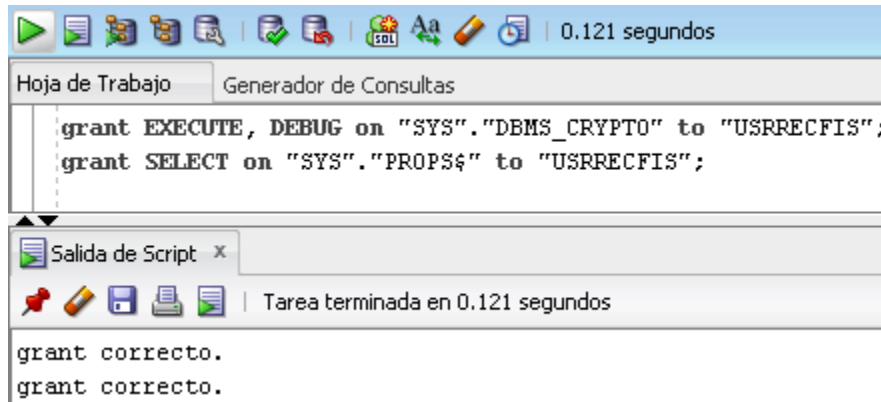 0.121 segundos
Hoja de Trabajo Generador de Consultas
grant EXECUTE, DEBUG on "SYS"."DBMS_CRYPTO" to "USRRECFIS";
grant SELECT on "SYS"."PROPS$" to "USRRECFIS";
Salida de Script x
Tarea terminada en 0.121 segundos
grant correcto.
grant correcto.